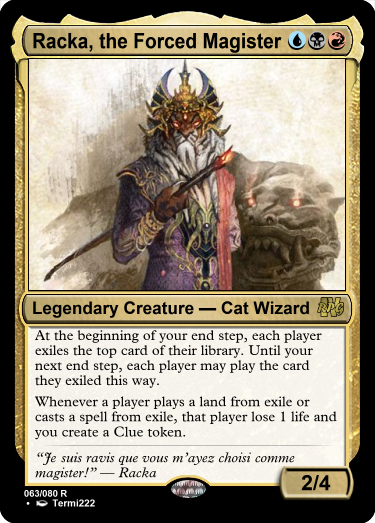 Racka, the Forced Magister
Legendary Creature — Cat Wizard
At the beginning of your end step, each player
exiles the top card of their library. Until your
next end step, each player may play the card
they exiled this way.
Whenever a player plays a land from exile or
casts a spell from exile, that player lose 1 life and
you create a Clue token.
“Je suis ravis que vous m'ayez choisi comme
magister!” — Racka
2/4
063/080 R
• Termi222